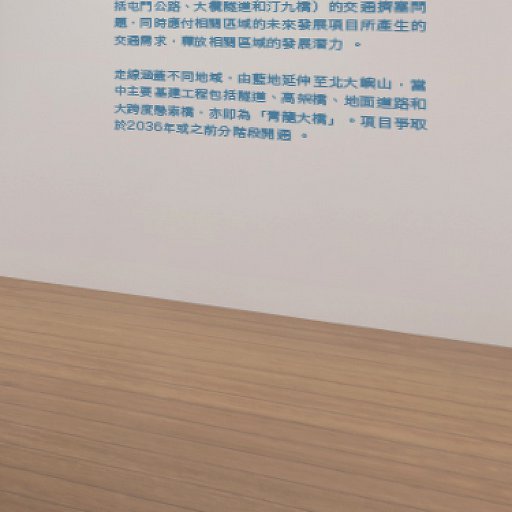 括屯門公路、大欖隧道和汀九橋）的交通擠塞問
題，同時應付相關區域的未來發展項目所產生的
交通需求，釋放相關區域的發展潛力。
走線涵蓋不同地域，由藍地延伸至北大嶼山，當
中主要基建工程包括隧道、高架橋、地面道路和
大跨度懸索橋，亦即為「青龍大橋」。項目爭取
於2036年或之前分階段開通。